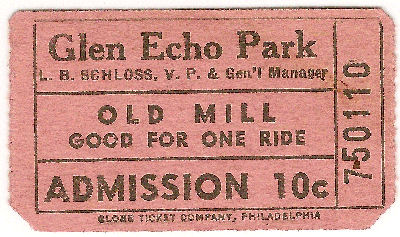 Glen Echo Park
L. B. SCHLOSS, V. P. & Gen'l Manager
OLD MILL
GOOD FOR ONE RIDE
ADMISSION 10c
750110
GLOBE TICKET COMPANY, PHILADELPHIA